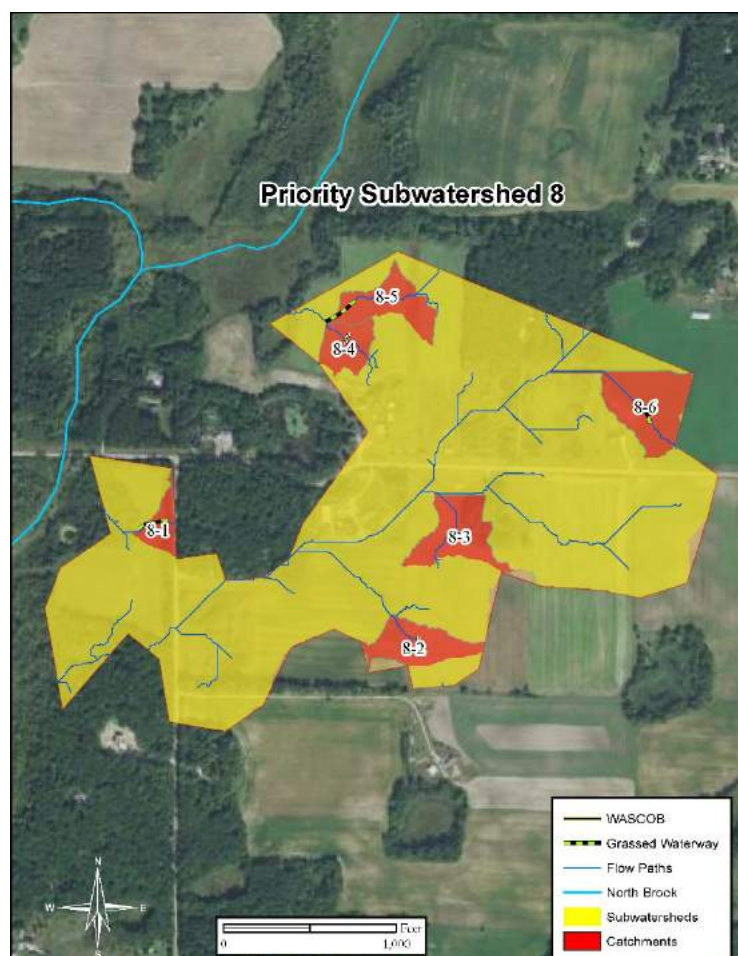 Priority Subwatershed 8
8-5
8-4
8-6
8-1
8-3
8-2
WASCOB
Grassed Waterway
Flow Paths
North Brook
Subwatersheds
Catchments
N
W E
S
Feet
0 1,000